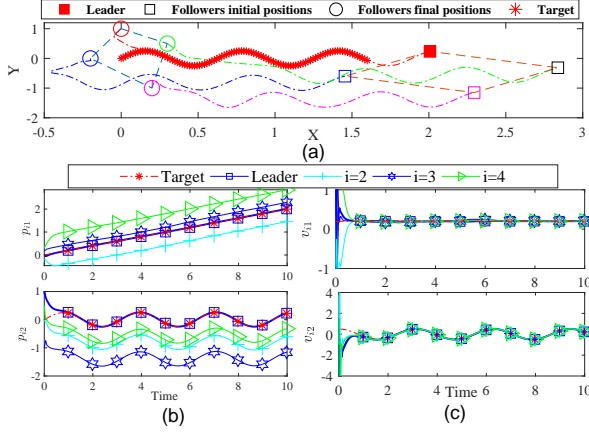 Leader Followers initial positions Followers final positions Target
1
0
-1
-2
Y
-0.5 0 0.5 1 1.5 2 2.5 3
X
(a)
Target Leader i=2 i=3 i=4
2
1
0
p_{i1}
0 2 4 6 8 10
1
0
-1
-2
p_{i2}
0 2 4 6 8 10
Time
(b)
1
0
-1
v_{i1}
0 2 4 6 8 10
4
2
0
-2
-4
v_{i2}
0 2 4 6 8 10
Time
(c)